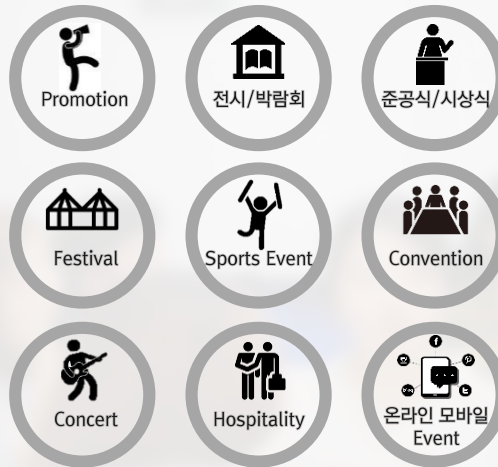 Promotion
전시/박람회
준공식/시상식
Festival
Sports Event
Convention
Concert
Hospitality
온라인 모바일
Event